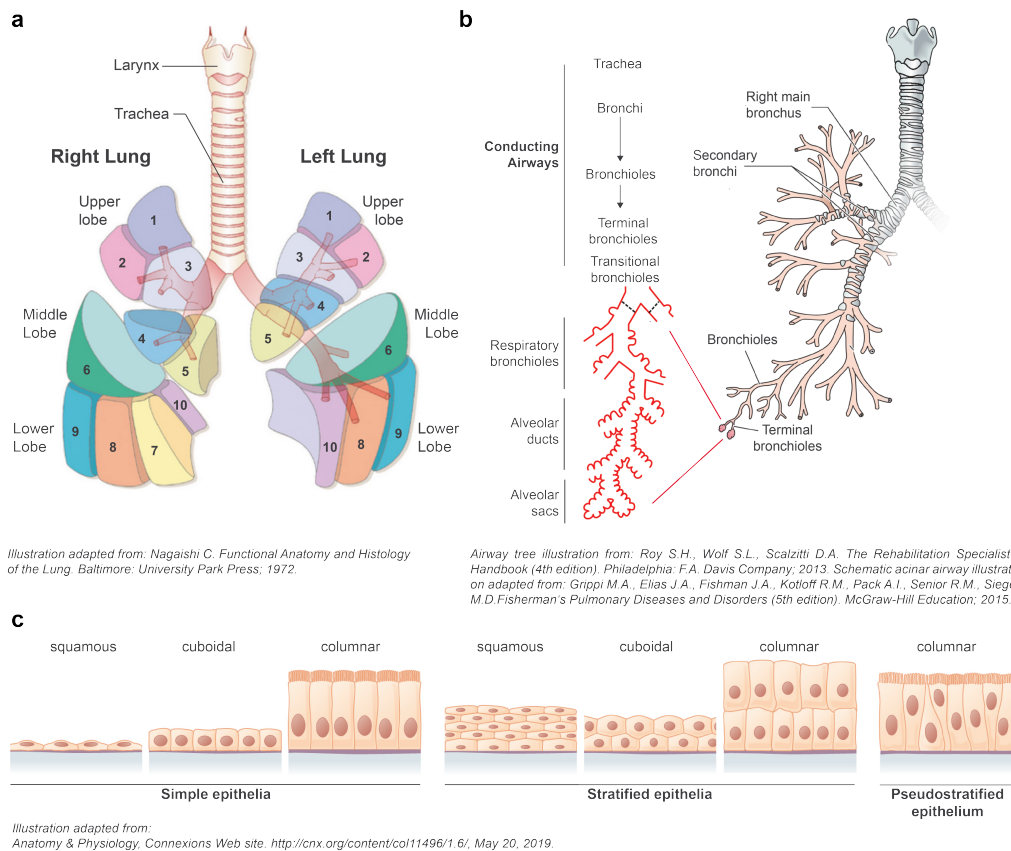 a
Larynx
Trachea
Right Lung
Left Lung
Upper
lobe
Upper
lobe
1
2
3
1
3
2
4
5
Middle
Lobe
Middle
Lobe
4
5
6
6
10
Lower
Lobe
Lower
Lobe
9
8
7
10
8
9
Illustration adapted from: Nagaishi C. Functional Anatomy and Histology
of the Lung. Baltimore: University Park Press; 1972.
b
Conducting
Airways
Trachea
Bronchi
Bronchioles
Terminal
bronchioles
Transitional
bronchioles
Respiratory
bronchioles
Alveolar
ducts
Alveolar
sacs
Right main
bronchus
Secondary
bronchi
Bronchioles
Terminal
bronchioles
Airway tree illustration from: Roy S.H., Wolf S.L., Scalzitti D.A. The Rehabilitation Specialist
Handbook (4th edition). Philadelphia: F.A. Davis Company; 2013. Schematic acinar airway illustrat
on adapted from: Grippi M.A., Elias J.A., Fishman J.A., Kotloff R.M., Pack A.I., Senior R.M., Siege
M.D.Fisherman's Pulmonary Diseases and Disorders (5th edition). McGraw-Hill Education; 2015.
c
squamous
cuboidal
columnar
squamous
cuboidal
columnar
columnar
Simple epithelia
Stratified epithelia
Pseudostratified
epithelium
Illustration adapted from:
Anatomy & Physiology, Connexions Web site. http://cnx.org/content/col11496/1.6/, May 20, 2019.